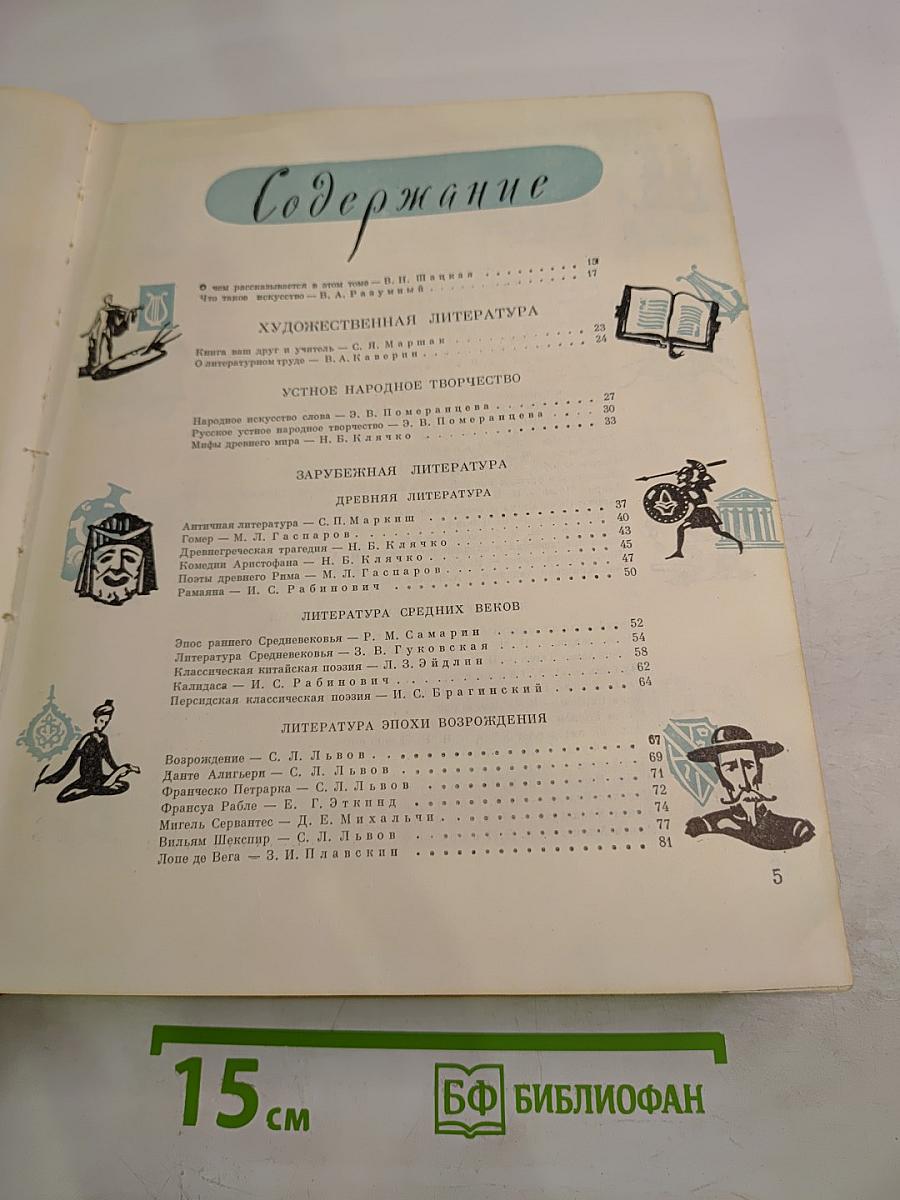 Содержание
О чем рассказывается в этом томе — В. Н. Шацкая . . . . . . . . 13
Что такое искусство — В. А. Разумный . . . . . . . . . . . . 17
ХУДОЖЕСТВЕННАЯ ЛИТЕРАТУРА
Книга ваш друг и учитель — С. Я. Маршак . . . . . . . . . . 23
О литературном труде — В. А. Каверин . . . . . . . . . . . . 24
УСТНОЕ НАРОДНОЕ ТВОРЧЕСТВО
Народное искусство слова — Э. В. Померанцева . . . . . . . . 27
Русское устное народное творчество — Э. В. Померанцева . . . . 30
Мифы древнего мира — Н. Б. Клячко . . . . . . . . . . . . 33
ЗАРУБЕЖНАЯ ЛИТЕРАТУРА
ДРЕВНЯЯ ЛИТЕРАТУРА
Античная литература — С. П. Маркиш . . . . . . . . . . . . 37
Гомер — М. Л. Гаспаров . . . . . . . . . . . . . . . . 40
Древнегреческая трагедия — Н. Б. Клячко . . . . . . . . . . 43
Комедии Аристофана — Н. Б. Клячко . . . . . . . . . . . . 45
Поэты древнего Рима — М. Л. Гаспаров . . . . . . . . . . . 47
Рамаяна — И. С. Рабинович . . . . . . . . . . . . . . . 50
ЛИТЕРАТУРА СРЕДНИХ ВЕКОВ
Эпос раннего Средневековья — Р. М. Самарин . . . . . . . . . 52
Литература Средневековья — З. В. Гуковская . . . . . . . . . 54
Классическая китайская поэзия — Л. З. Эйдлин . . . . . . . . 58
Калидаса — И. С. Рабинович . . . . . . . . . . . . . . . 62
Персидская классическая поэзия — И. С. Брагинский . . . . . . 64
ЛИТЕРАТУРА ЭПОХИ ВОЗРОЖДЕНИЯ
Возрождение — С. Л. Львов . . . . . . . . . . . . . . . 67
Данте Алигьери — С. Л. Львов . . . . . . . . . . . . . . 69
Франческо Петрарка — С. Л. Львов . . . . . . . . . . . . 71
Франсуа Рабле — Е. Г. Эткинд . . . . . . . . . . . . . . 72
Мигель Сервантес — Д. Е. Михальчи . . . . . . . . . . . . 74
Вильям Шекспир — С. Л. Львов . . . . . . . . . . . . . . 77
Лопе де Вега — З. И. Плавскин . . . . . . . . . . . . . . 81
5
15 см
БФ БИБЛИОФАН